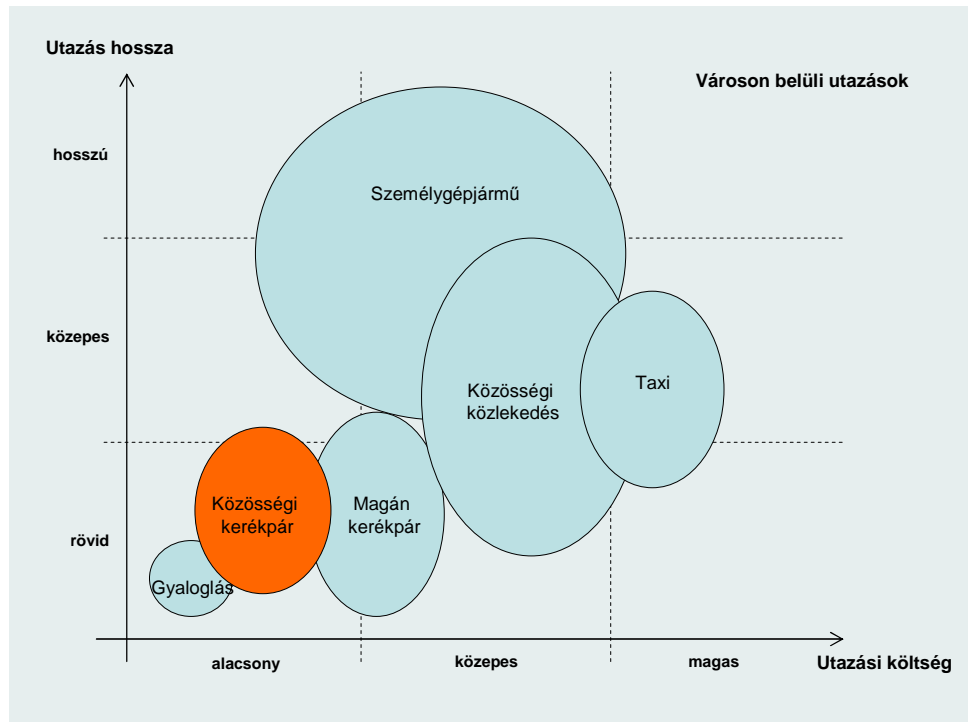 Utazás hossza
Városon belüli utazások
hosszú
Személygépjármű
közepes
Közösségi
közlekedés
Taxi
Közösségi
kerékpár
Magán
kerékpár
rövid
Gyaloglás
alacsony
közepes
magas
Utazási költség